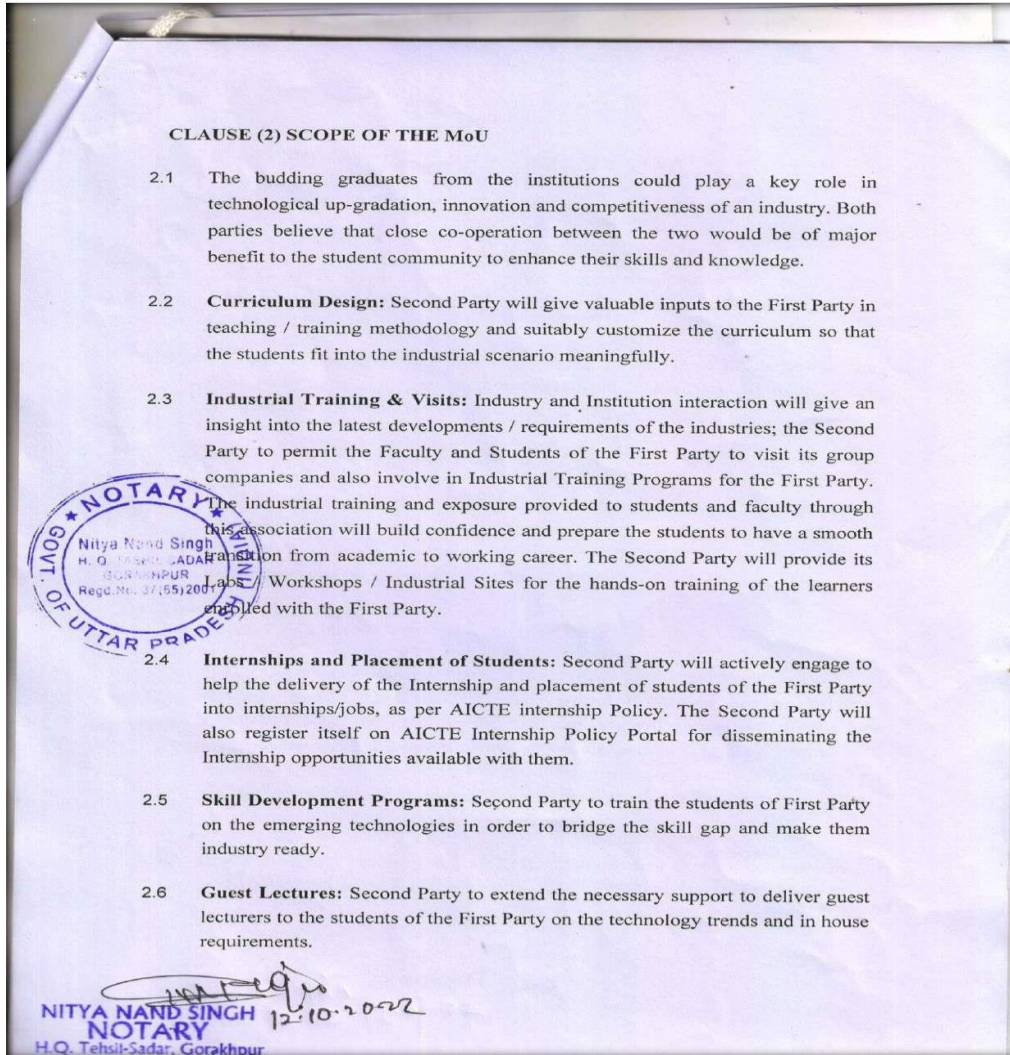 CLAUSE (2) SCOPE OF THE MoU
2.1 The budding graduates from the institutions could play a key role in
technological up-gradation, innovation and competitiveness of an industry. Both
parties believe that close co-operation between the two would be of major
benefit to the student community to enhance their skills and knowledge.
2.2 Curriculum Design: Second Party will give valuable inputs to the First Party in
teaching / training methodology and suitably customize the curriculum so that
the students fit into the industrial scenario meaningfully.
2.3 Industrial Training & Visits: Industry and Institution interaction will give an
insight into the latest developments / requirements of the industries; the Second
Party to permit the Faculty and Students of the First Party to visit its group
companies and also involve in Industrial Training Programs for the First Party.
The industrial training and exposure provided to students and faculty through
this association will build confidence and prepare the students to have a smooth
transition from academic to working career. The Second Party will provide its
Labs / Workshops / Industrial Sites for the hands-on training of the learners
enrolled with the First Party.
NOTARY
GOVT. OF UTTAR PRADESH (INDIA)
Nitya Nand Singh
H. Q. SADAR
GORAKHPUR
Regd.No. 37(65)2001
2.4 Internships and Placement of Students: Second Party will actively engage to
help the delivery of the Internship and placement of students of the First Party
into internships/jobs, as per AICTE internship Policy. The Second Party will
also register itself on AICTE Internship Policy Portal for disseminating the
Internship opportunities available with them.
2.5 Skill Development Programs: Second Party to train the students of First Party
on the emerging technologies in order to bridge the skill gap and make them
industry ready.
2.6 Guest Lectures: Second Party to extend the necessary support to deliver guest
lecturers to the students of the First Party on the technology trends and in house
requirements.
12.10.2022
NITYA NAND SINGH
NOTARY
H.Q. Tehsil-Sadar, Gorakhpur